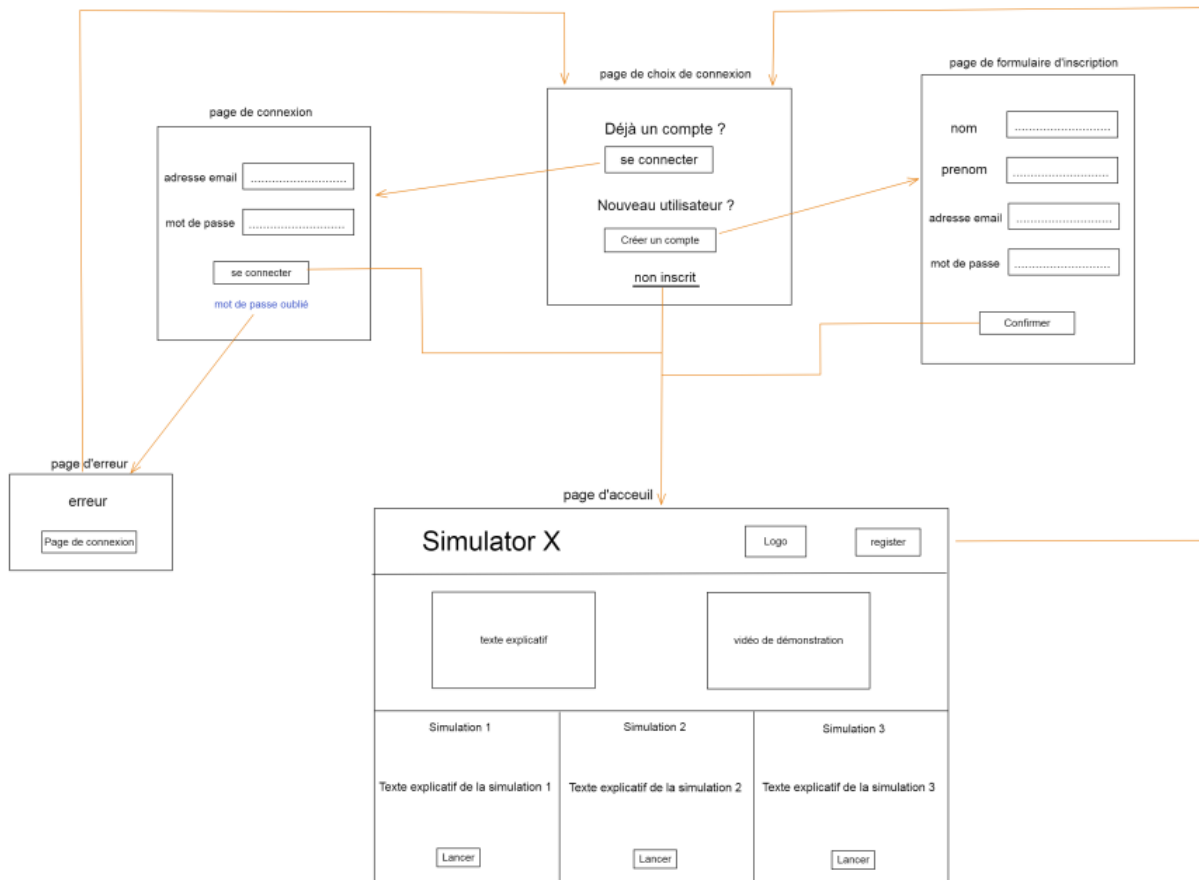 page de choix de connexion
Déjà un compte ?
se connecter
Nouveau utilisateur ?
Créer un compte
non inscrit
page de connexion
adresse email ............................
mot de passe ............................
se connecter
mot de passe oublié
page de formulaire d'inscription
nom ............................
prenom ............................
adresse email ............................
mot de passe ............................
Confirmer
page d'erreur
erreur
Page de connexion
page d'acceuil
Simulator X
Logo
register
texte explicatif
vidéo de démonstration
Simulation 1
Texte explicatif de la simulation 1
Lancer
Simulation 2
Texte explicatif de la simulation 2
Lancer
Simulation 3
Texte explicatif de la simulation 3
Lancer